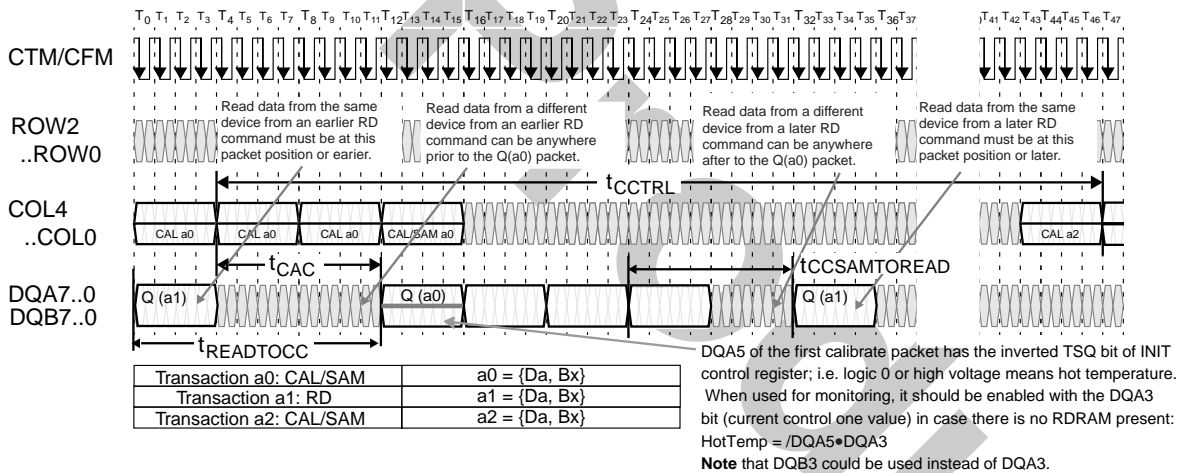 T0 T1 T2 T3 T4 T5 T6 T7 T8 T9 T10 T11 T12 T13 T14 T15 T16 T17 T18 T19 T20 T21 T22 T23 T24 T25 T26 T27 T28 T29 T30 T31 T32 T33 T34 T35 T36 T37 )T41 T42 T43 T44 T45 T46 T47
CTM/CFM
Read data from the same
device from an earlier RD
command must be at this
packet position or earier.
Read data from a different
device from an earlier RD
command can be anywhere
prior to the Q(a0) packet.
Read data from a different
device from a later RD
command can be anywhere
after to the Q(a0) packet.
Read data from the same
device from a later RD
command must be at this
packet position or later.
ROW2
..ROW0
tCCTRL
COL4
..COL0
CAL a0 CAL a0 CAL a0 CAL/SAM a0 CAL a2
tCAC
tCCSAMTOREAD
DQA7..0
DQB7..0
Q (a1) Q (a0) Q (a1)
tREADTOCC
Transaction a0: CAL/SAM a0 = {Da, Bx}
Transaction a1: RD a1 = {Da, Bx}
Transaction a2: CAL/SAM a2 = {Da, Bx}
DQA5 of the first calibrate packet has the inverted TSQ bit of INIT
control register; i.e. logic 0 or high voltage means hot temperature.
When used for monitoring, it should be enabled with the DQA3
bit (current control one value) in case there is no RDRAM present:
HotTemp = /DQA5•DQA3
Note that DQB3 could be used instead of DQA3.